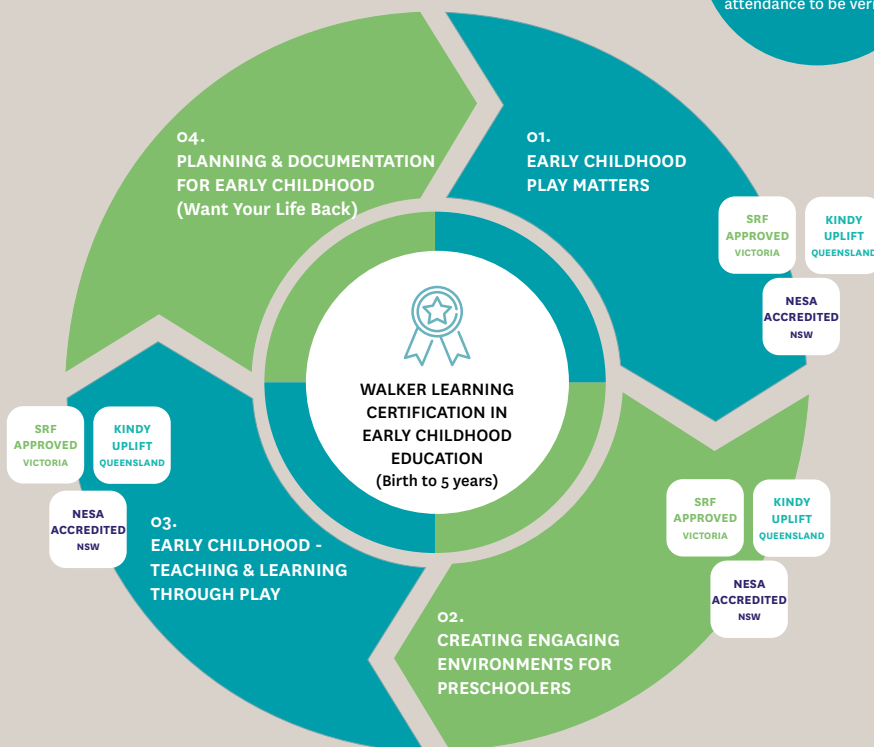 attendance to be
01.
EARLY CHILDHOOD
PLAY MATTERS
SRF
APPROVED
VICTORIA
KINDY
UPLIFT
QUEENSLAND
NESA
ACCREDITED
NSW
02.
CREATING ENGAGING
ENVIRONMENTS FOR
PRESCHOOLERS
SRF
APPROVED
VICTORIA
KINDY
UPLIFT
QUEENSLAND
NESA
ACCREDITED
NSW
03.
EARLY CHILDHOOD -
TEACHING & LEARNING
THROUGH PLAY
SRF
APPROVED
VICTORIA
KINDY
UPLIFT
QUEENSLAND
NESA
ACCREDITED
NSW
04.
PLANNING & DOCUMENTATION
FOR EARLY CHILDHOOD
(Want Your Life Back)
WALKER LEARNING
CERTIFICATION IN
EARLY CHILDHOOD
EDUCATION
(Birth to 5 years)